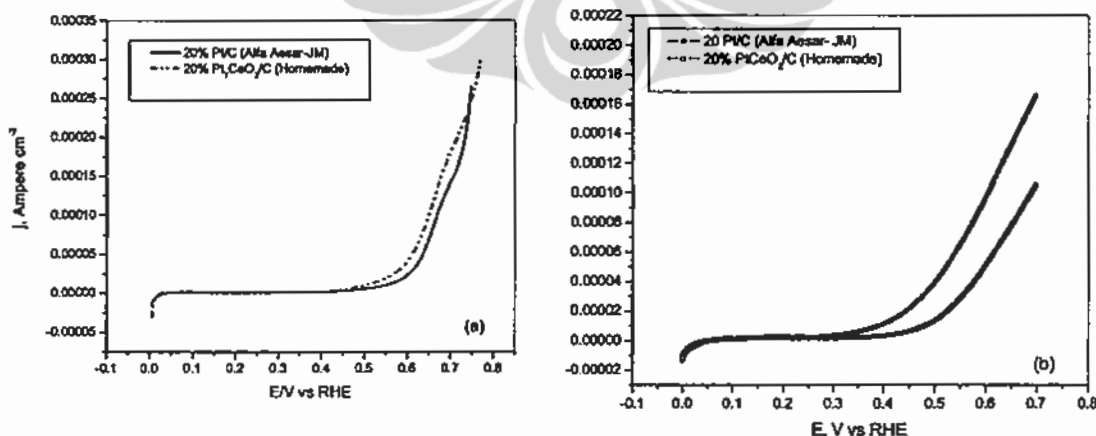 0.00035
0.00030
0.00025
0.00020
0.00015
0.00010
0.00005
0.00000
-0.00005
J, Ampere cm⁻²
20% Pt/C (Alfa Aesar-JM)
20% Pt,CeO₂/C (Homemade)
(a)
-0.1 0.0 0.1 0.2 0.3 0.4 0.5 0.6 0.7 0.8
E/V vs RHE
0.00022
0.00020
0.00018
0.00016
0.00014
0.00012
0.00010
0.00008
0.00006
0.00004
0.00002
0.00000
-0.00002
20 Pt/C (Alfa Aesar- JM)
20% PtCeO₂/C (Homemade)
(b)
-0.1 0.0 0.1 0.2 0.3 0.4 0.5 0.6 0.7 0.8
E, V vs RHE